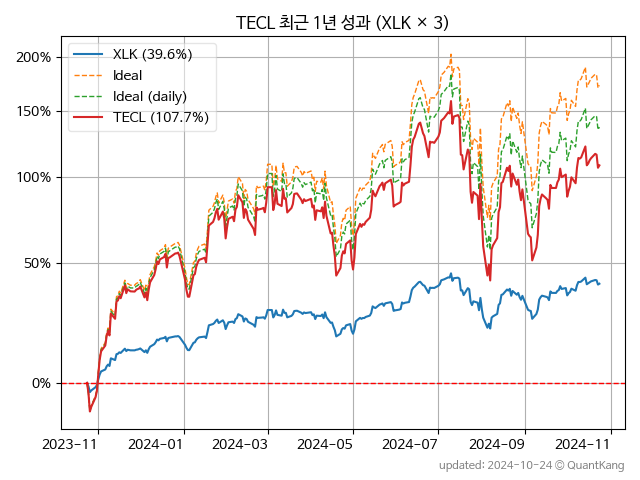 TECL 최근 1년 성과 (XLK × 3)
XLK (39.6%)
Ideal
Ideal (daily)
TECL (107.7%)
200%
150%
100%
50%
0%
2023-11
2024-01
2024-03
2024-05
2024-07
2024-09
2024-11
updated: 2024-10-24 @ QuantKang